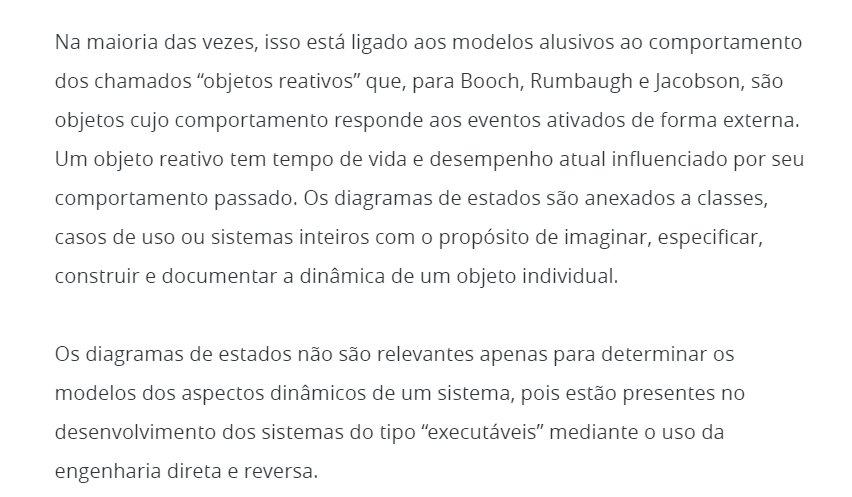 Na maioria das vezes, isso está ligado aos modelos alusivos ao comportamento
dos chamados “objetos reativos” que, para Booch, Rumbaugh e Jacobson, são
objetos cujo comportamento responde aos eventos ativados de forma externa.
Um objeto reativo tem tempo de vida e desempenho atual influenciado por seu
comportamento passado. Os diagramas de estados são anexados a classes,
casos de uso ou sistemas inteiros com o propósito de imaginar, especificar,
construir e documentar a dinâmica de um objeto individual.
Os diagramas de estados não são relevantes apenas para determinar os
modelos dos aspectos dinâmicos de um sistema, pois estão presentes no
desenvolvimento dos sistemas do tipo “executáveis” mediante o uso da
engenharia direta e reversa.